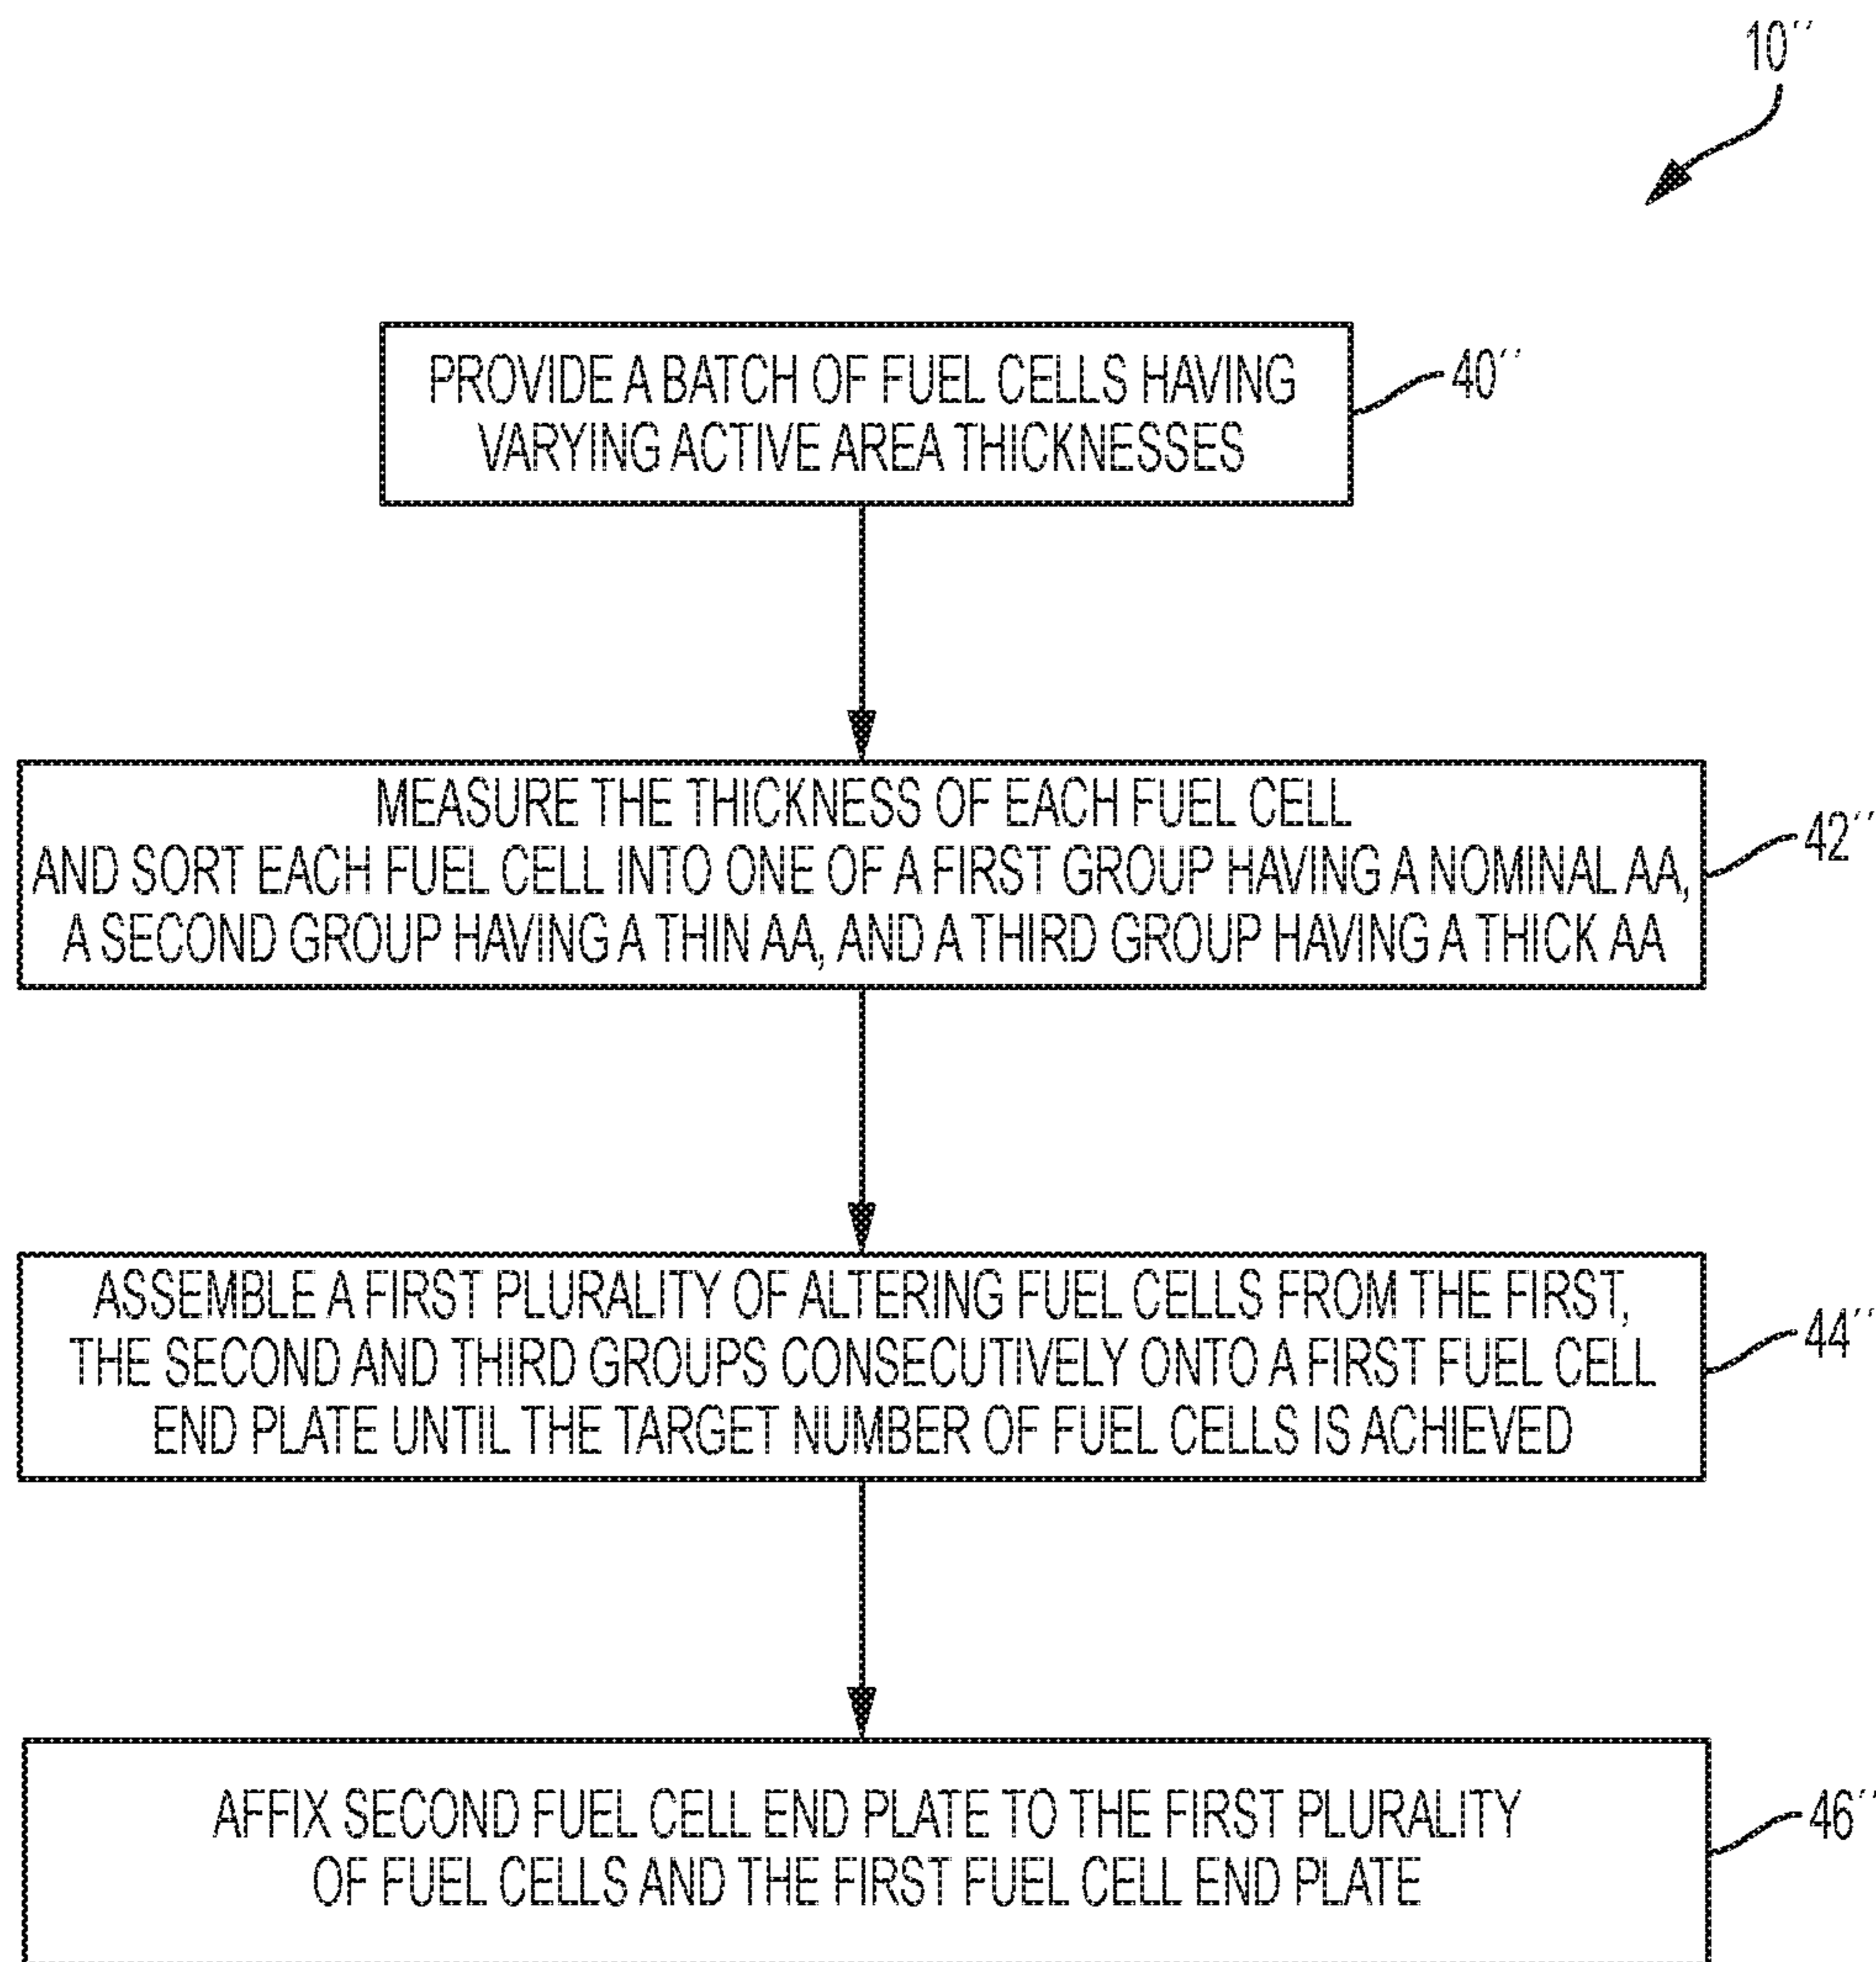 10´´
PROVIDE A BATCH OF FUEL CELLS HAVING
VARYING ACTIVE AREA THICKNESSES
40´´
MEASURE THE THICKNESS OF EACH FUEL CELL
AND SORT EACH FUEL CELL INTO ONE OF A FIRST GROUP HAVING A NOMINAL AA,
A SECOND GROUP HAVING A THIN AA, AND A THIRD GROUP HAVING A THICK AA
42´´
ASSEMBLE A FIRST PLURALITY OF ALTERING FUEL CELLS FROM THE FIRST,
THE SECOND AND THIRD GROUPS CONSECUTIVELY ONTO A FIRST FUEL CELL
END PLATE UNTIL THE TARGET NUMBER OF FUEL CELLS IS ACHIEVED
44´´
AFFIX SECOND FUEL CELL END PLATE TO THE FIRST PLURALITY
OF FUEL CELLS AND THE FIRST FUEL CELL END PLATE
46´´